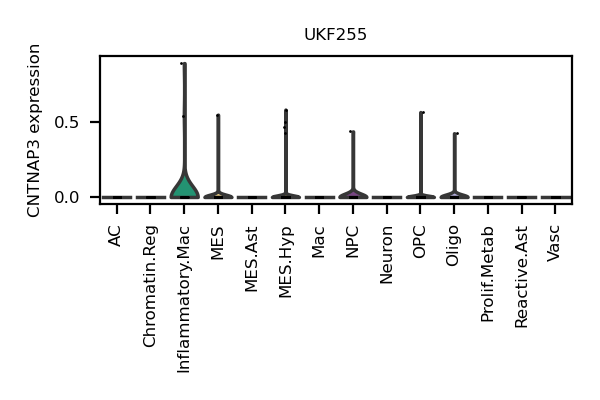 UKF255
CNTNAP3 expression
0.5
0.0
AC
Chromatin.Reg
Inflammatory.Mac
MES
MES.Ast
MES.Hyp
Mac
NPC
Neuron
OPC
Oligo
Prolif.Metab
Reactive.Ast
Vasc